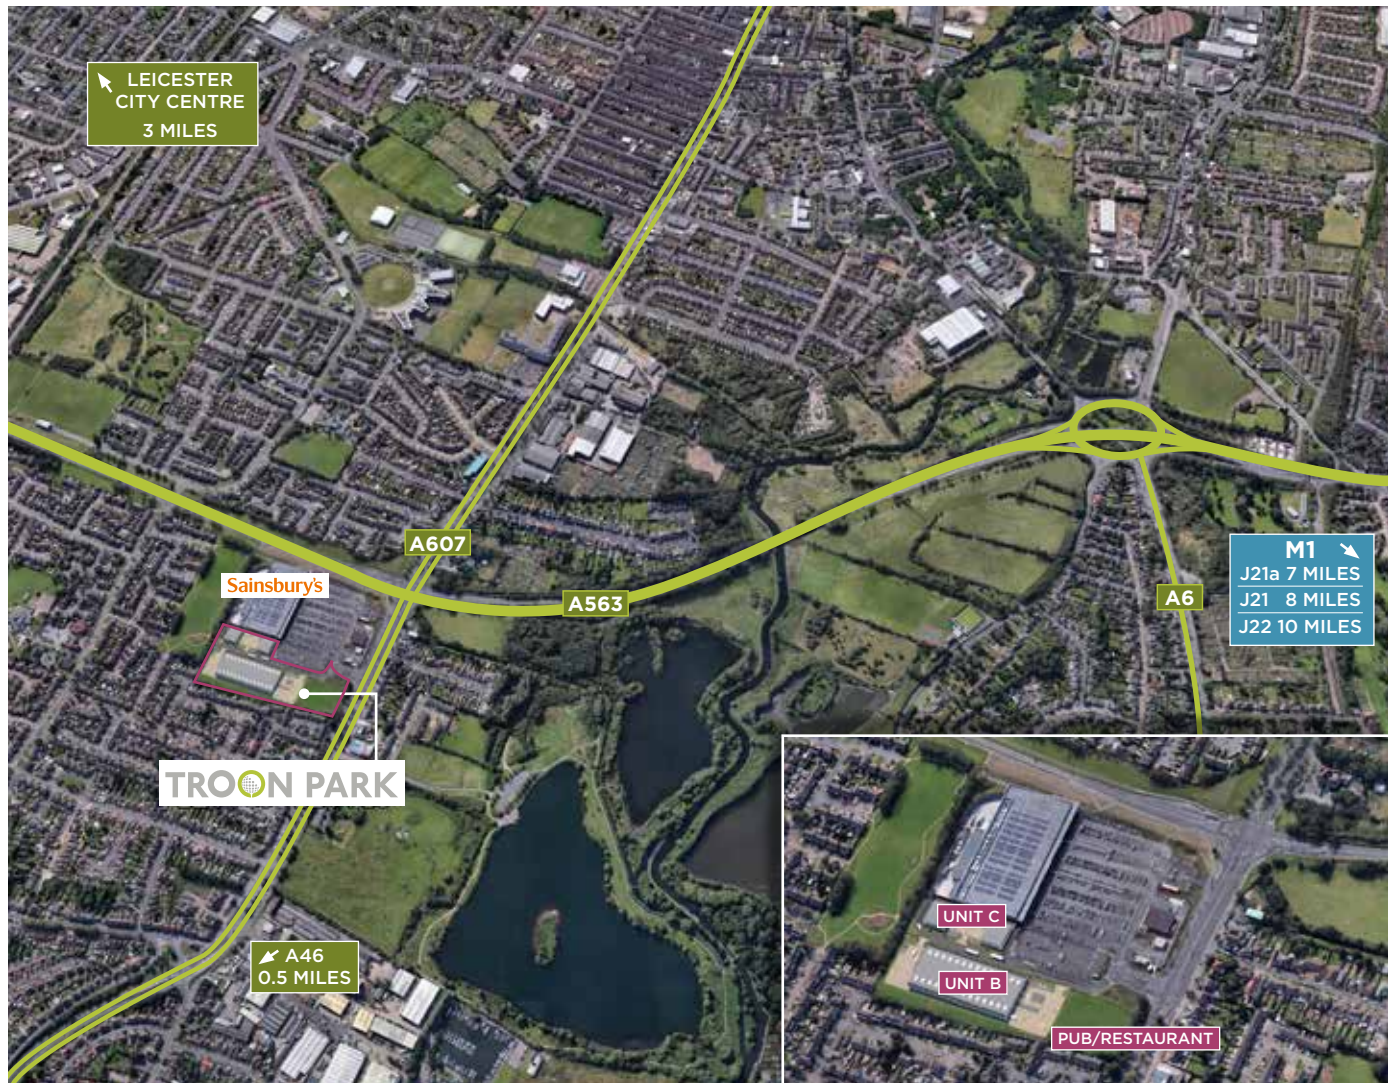 LEICESTER
CITY CENTRE
3 MILES
A607
Sainsbury's
A563
A6
M1
J21a 7 MILES
J21 8 MILES
J22 10 MILES
TROON PARK
A46
0.5 MILES
UNIT C
UNIT B
PUB/RESTAURANT